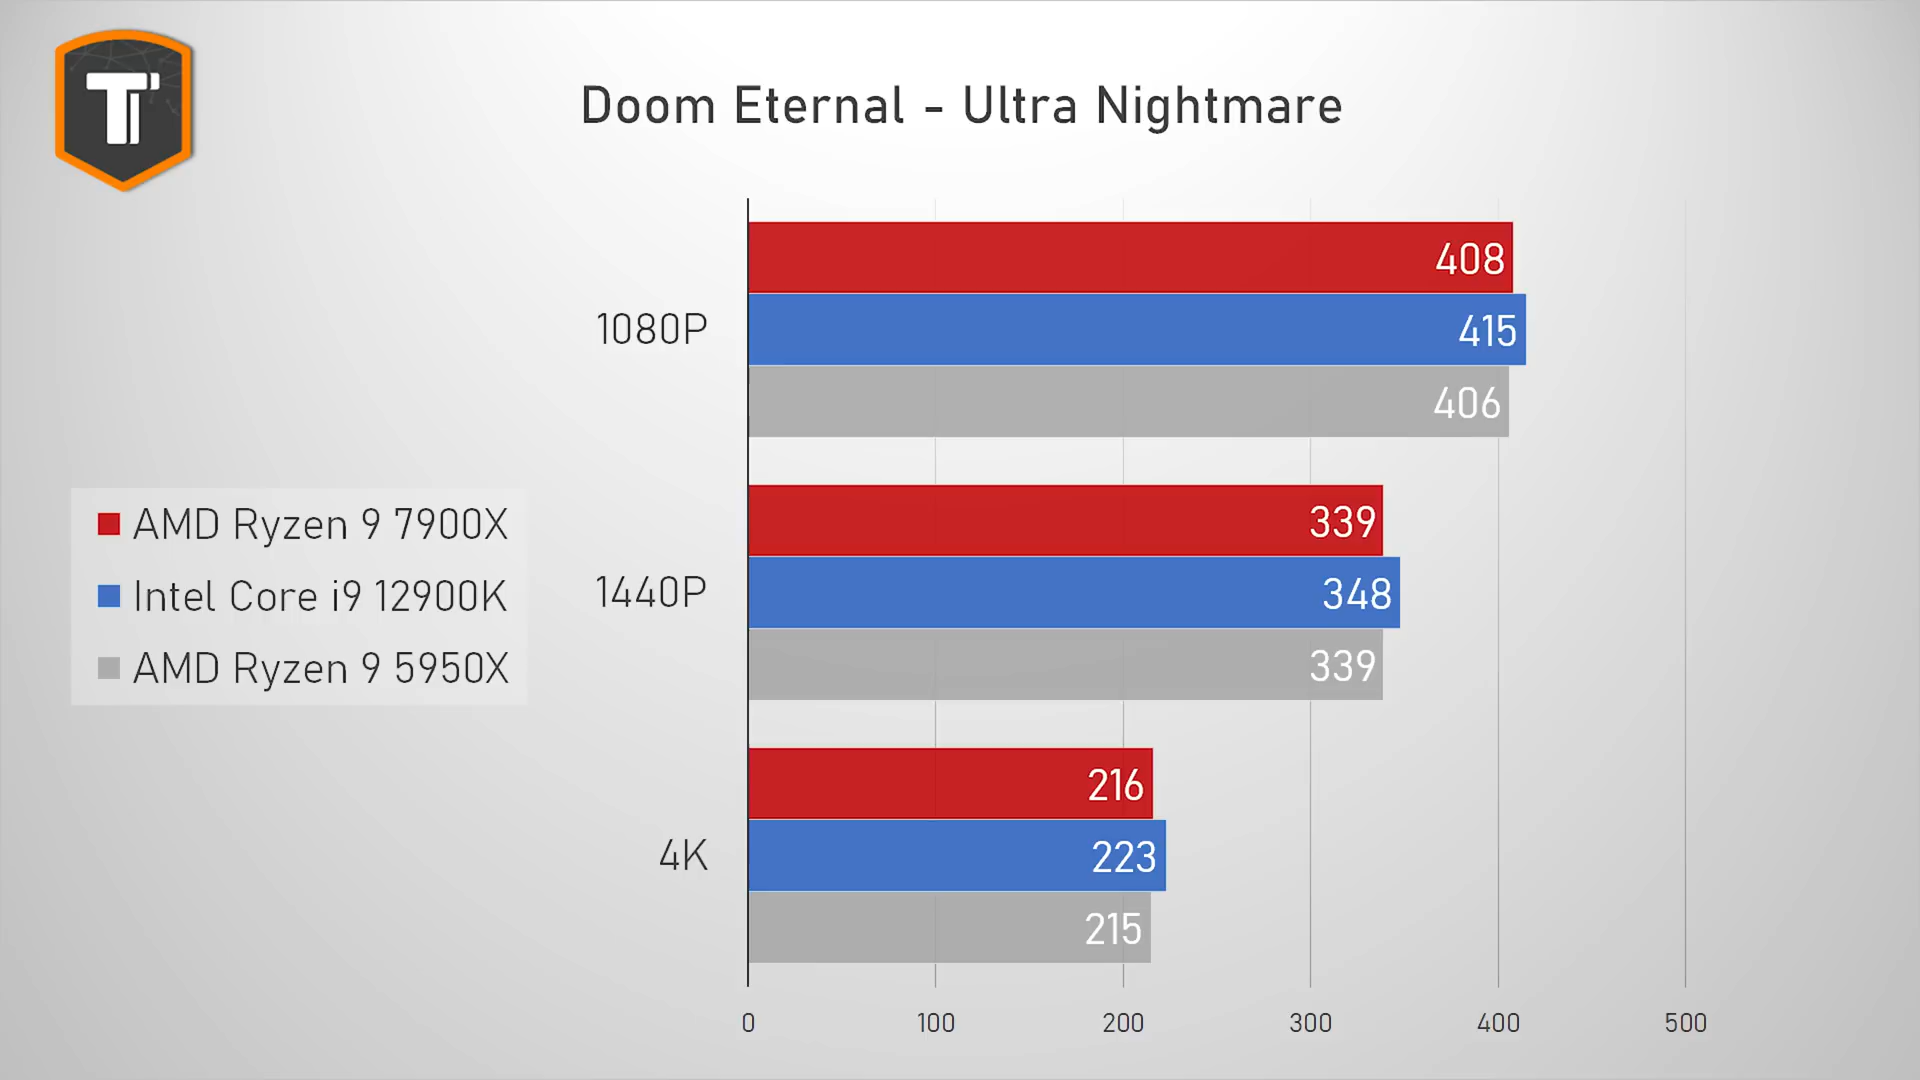 T
Doom Eternal - Ultra Nightmare
1080P
408
415
406
1440P
339
348
339
4K
216
223
215
AMD Ryzen 9 7900X
Intel Core i9 12900K
AMD Ryzen 9 5950X
0 100 200 300 400 500